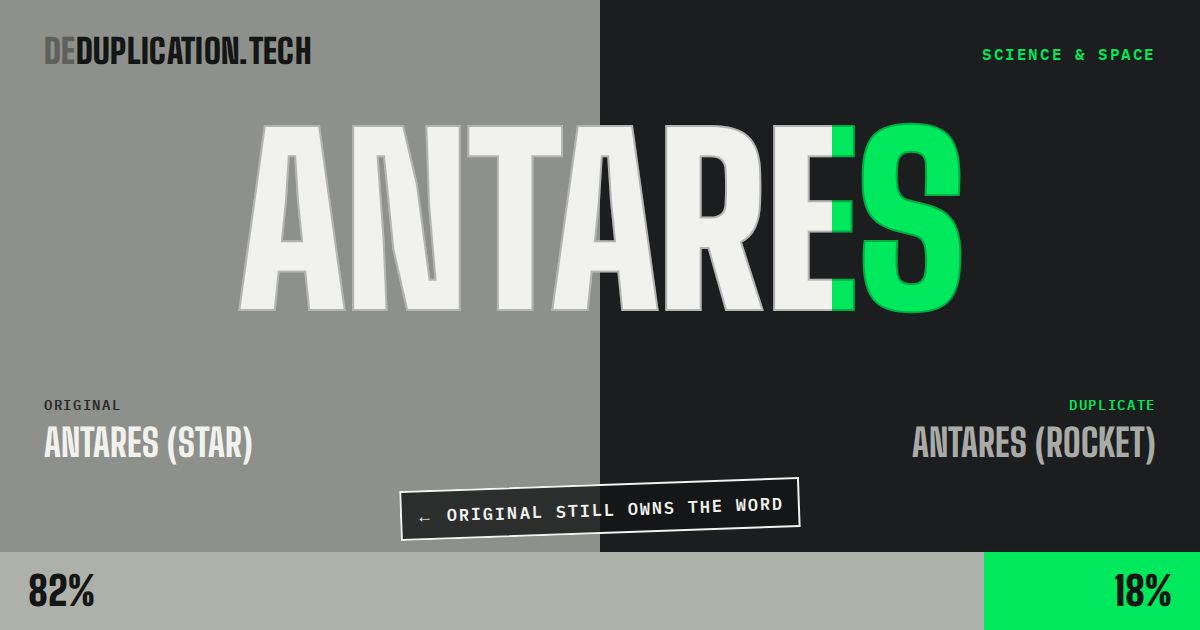 DEDUPLICATION.TECH
SCIENCE & SPACE
ANTARES
ORIGINAL
ANTARES (STAR)
DUPLICATE
ANTARES (ROCKET)
← ORIGINAL STILL OWNS THE WORD
82%
18%